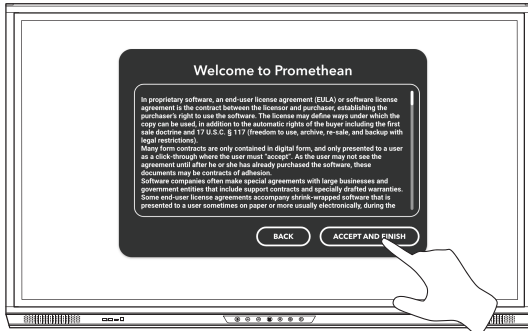 Welcome to Promethean
In proprietary software, an end-user license agreement (EULA) or software license
agreement is the contract between the licensor and purchaser, establishing the
purchaser's right to use the software. The license may define ways under which the
copy can be used, in addition to the automatic rights of the buyer including the first
sale doctrine and 17 U.S.C. § 117 (freedom to use, archive, re-sale, and backup with
legal restrictions).
Many form contracts are only contained in digital form, and only presented to a user
as a click-through where the user must "accept". As the user may not see the
agreement until after he or she has already purchased the software, these
documents may be contracts of adhesion.
Software companies often make special agreements with large businesses and
government entities that include support contracts and specially drafted warranties.
Some end-user license agreements accompany shrink-wrapped software that is
presented to a user sometimes on paper or more usually electronically, during the
BACK
ACCEPT AND FINISH